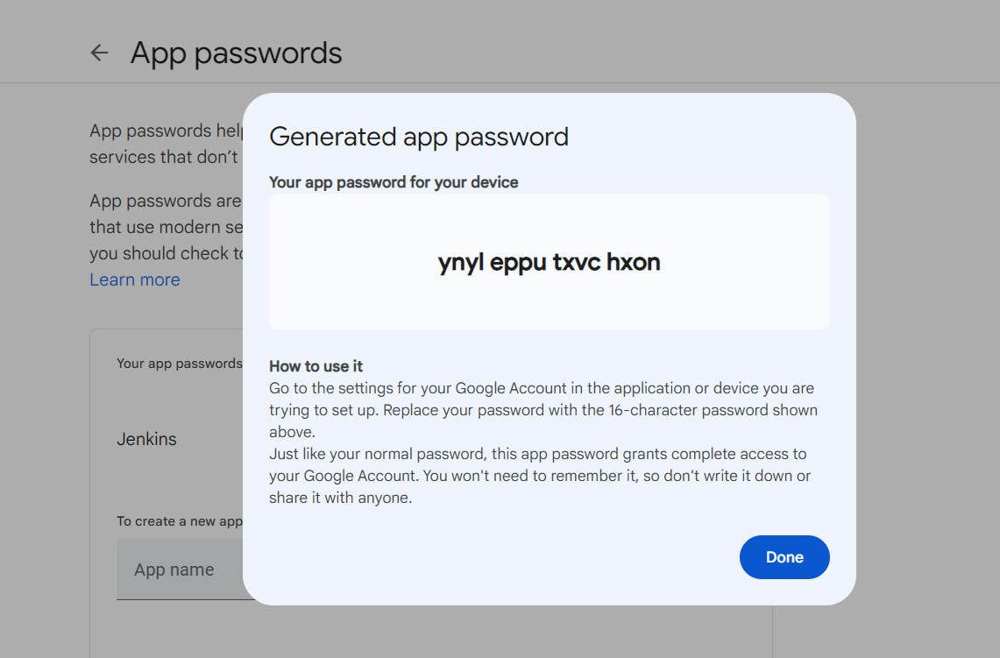 App passwords
App passwords help
services that don't
App passwords are
that use modern se
you should check to
Learn more
Your app passwords
Jenkins
To create a new app
App name
Generated app password
Your app password for your device
ynyl eppu txvc hxon
How to use it
Go to the settings for your Google Account in the application or device you are
trying to set up. Replace your password with the 16-character password shown
above.
Just like your normal password, this app password grants complete access to
your Google Account. You won't need to remember it, so don't write it down or
share it with anyone.
Done